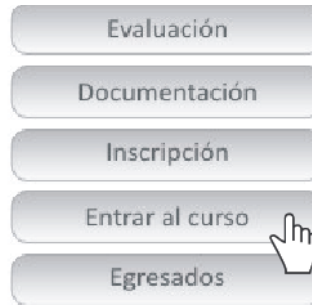 Evaluación
Documentación
Inscripción
Entrar al curso
Egresados